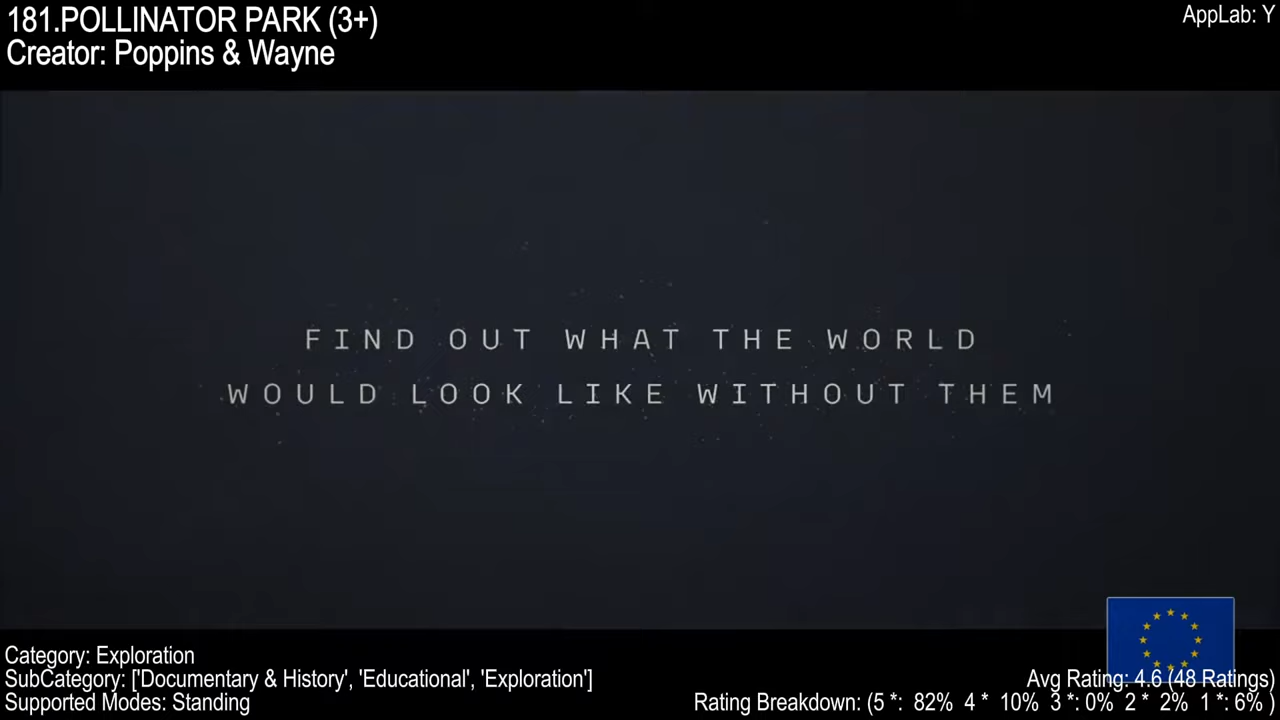 181.POLLINATOR PARK (3+)
AppLab: Y
Creator: Poppins & Wayne
FIND OUT WHAT THE WORLD
WOULD LOOK LIKE WITHOUT THEM
Category: Exploration
SubCategory: ['Documentary & History', 'Educational', 'Exploration']
Avg Rating: 4.6 (48 Ratings)
Supported Modes: Standing
Rating Breakdown: (5 *: 82% 4 * 10% 3 *: 0% 2 * 2% 1 *: 6% )